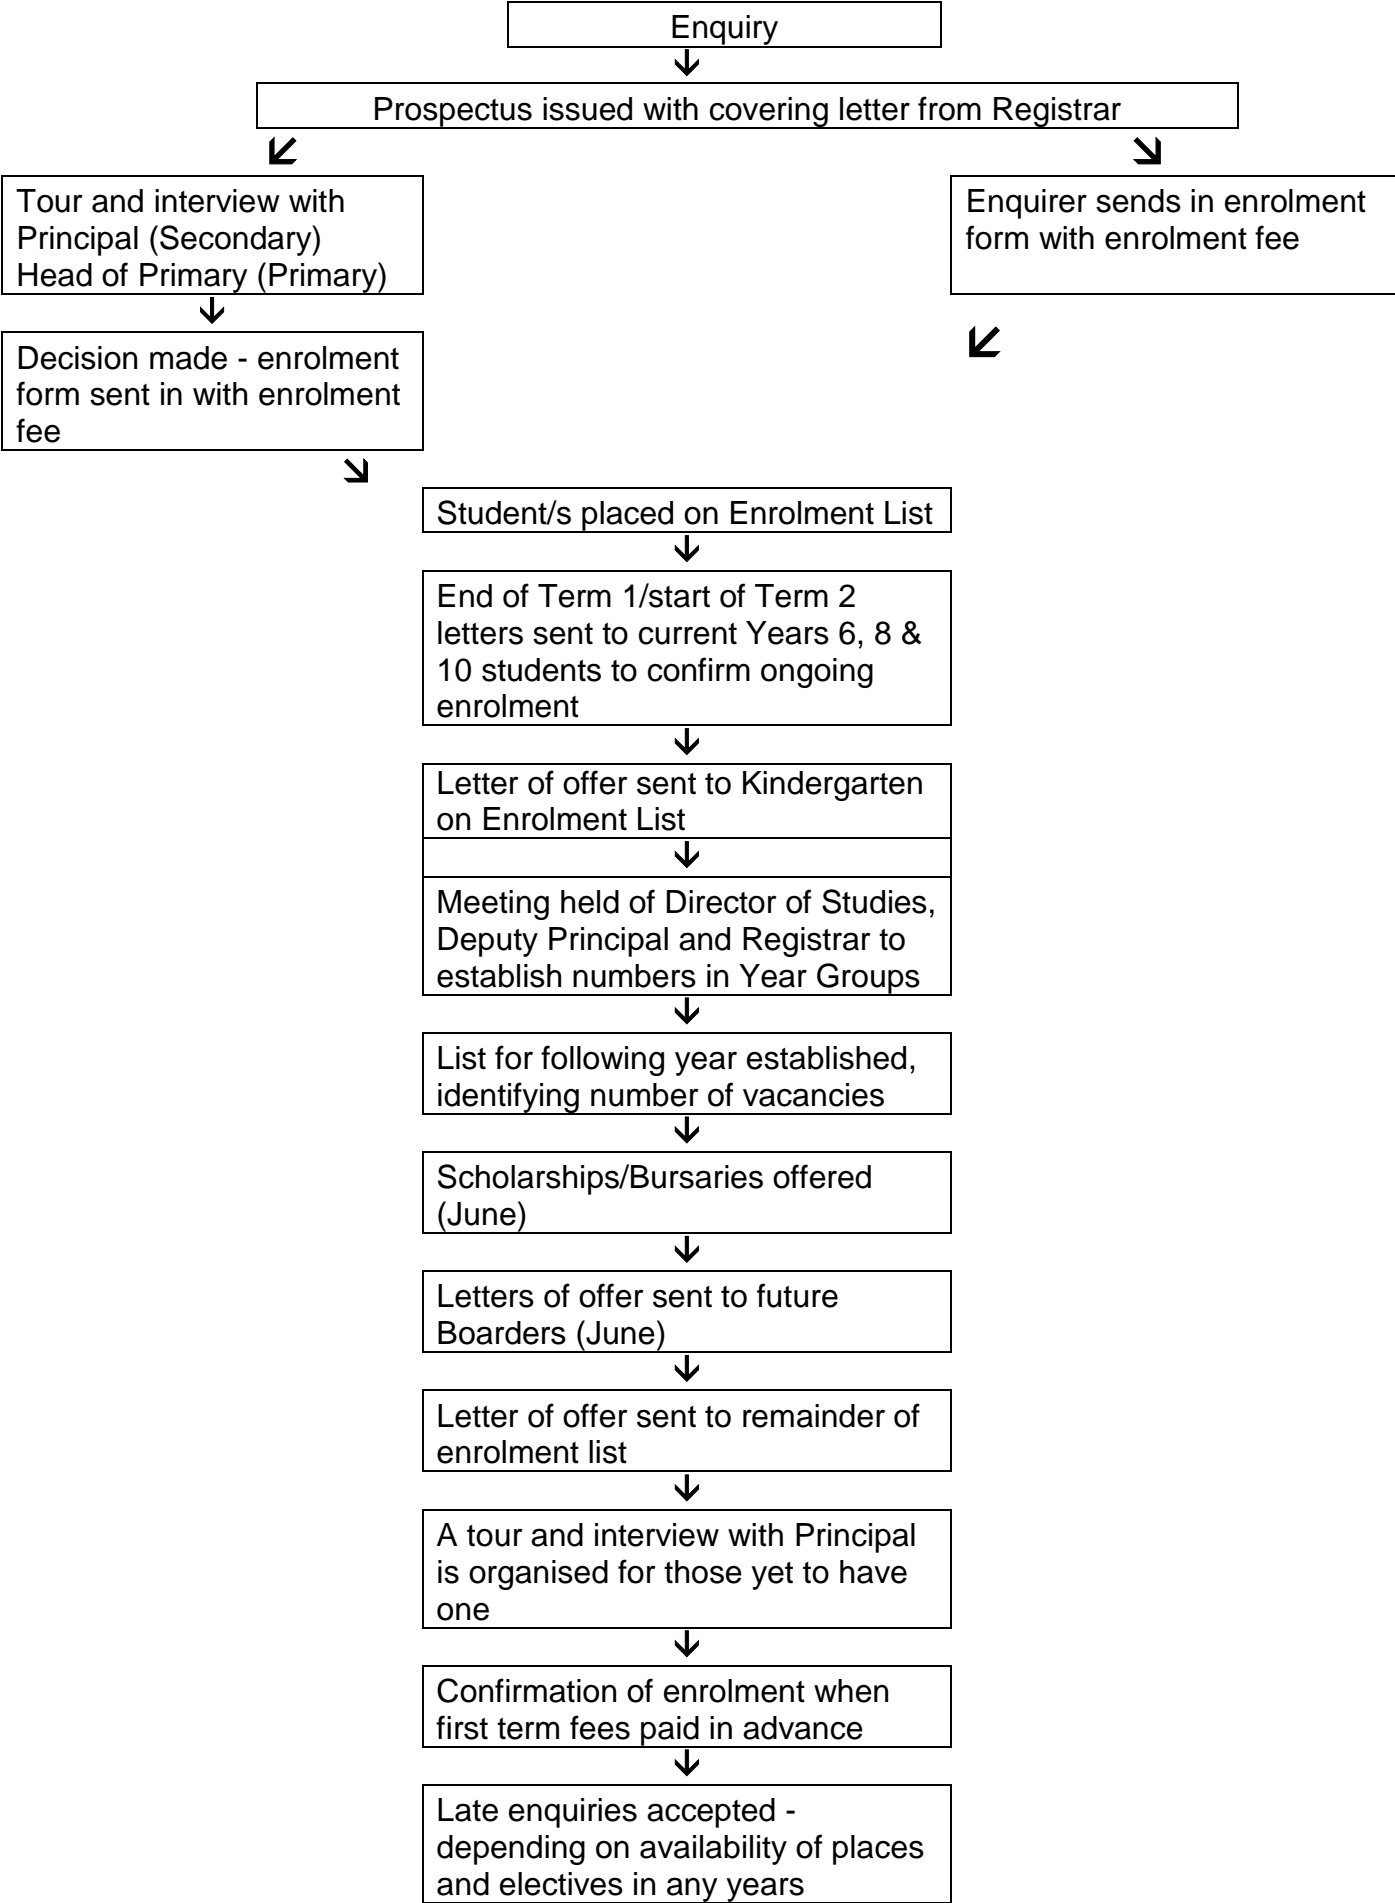 Enquiry
Prospectus issued with covering letter from Registrar
Tour and interview with
Principal (Secondary)
Head of Primary (Primary)
Enquirer sends in enrolment
form with enrolment fee
Decision made - enrolment
form sent in with enrolment
fee
Student/s placed on Enrolment List
End of Term 1/start of Term 2
letters sent to current Years 6, 8 &
10 students to confirm ongoing
enrolment
Letter of offer sent to Kindergarten
on Enrolment List
Meeting held of Director of Studies,
Deputy Principal and Registrar to
establish numbers in Year Groups
List for following year established,
identifying number of vacancies
Scholarships/Bursaries offered
(June)
Letters of offer sent to future
Boarders (June)
Letter of offer sent to remainder of
enrolment list
A tour and interview with Principal
is organised for those yet to have
one
Confirmation of enrolment when
first term fees paid in advance
Late enquiries accepted -
depending on availability of places
and electives in any years